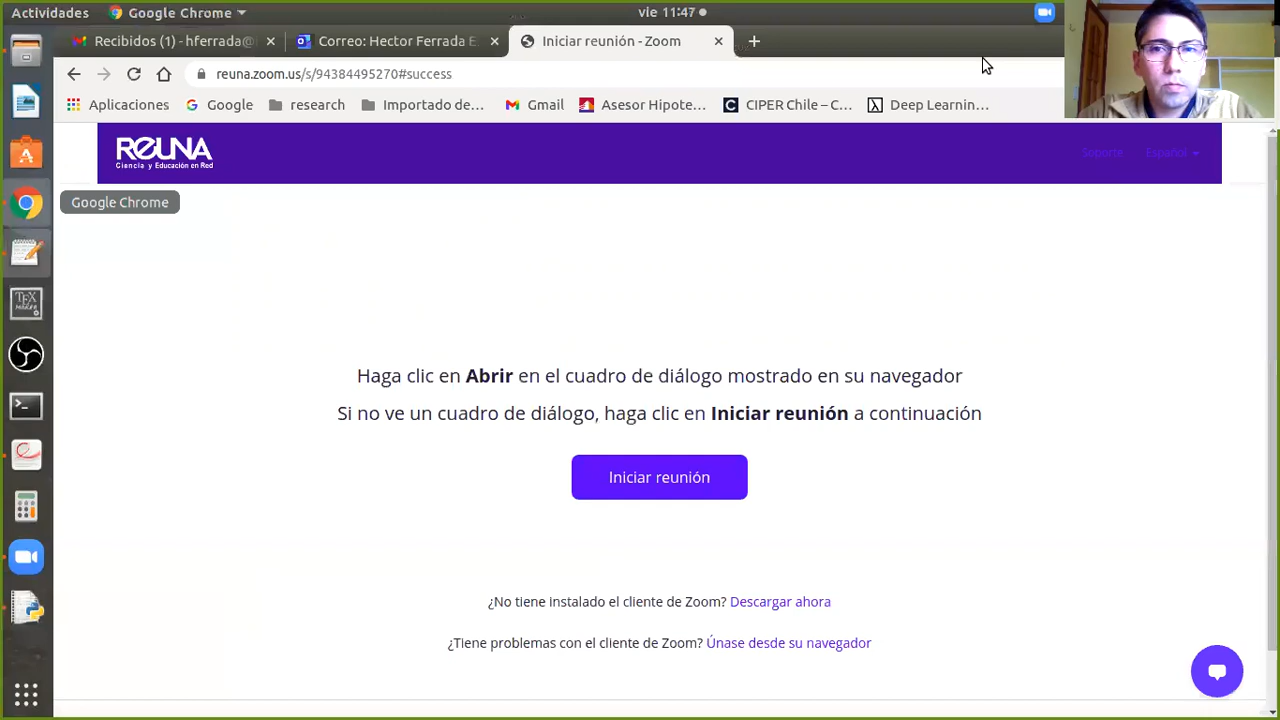 Actividades
Google Chrome
vie 11:47
Recibidos (1) - hferrada@
Correo: Hector Ferrada E
Iniciar reunión - Zoom
reuna.zoom.us/s/94384495270#success
Aplicaciones
Google
research
Importado de…
Gmail
Asesor Hipote…
CIPER Chile – C…
Deep Learnin…
REUNA
Ciencia y Educación en Red
Soporte
Español
Google Chrome
Haga clic en Abrir en el cuadro de diálogo mostrado en su navegador
Si no ve un cuadro de diálogo, haga clic en Iniciar reunión a continuación
Iniciar reunión
¿No tiene instalado el cliente de Zoom? Descargar ahora
¿Tiene problemas con el cliente de Zoom? Únase desde su navegador